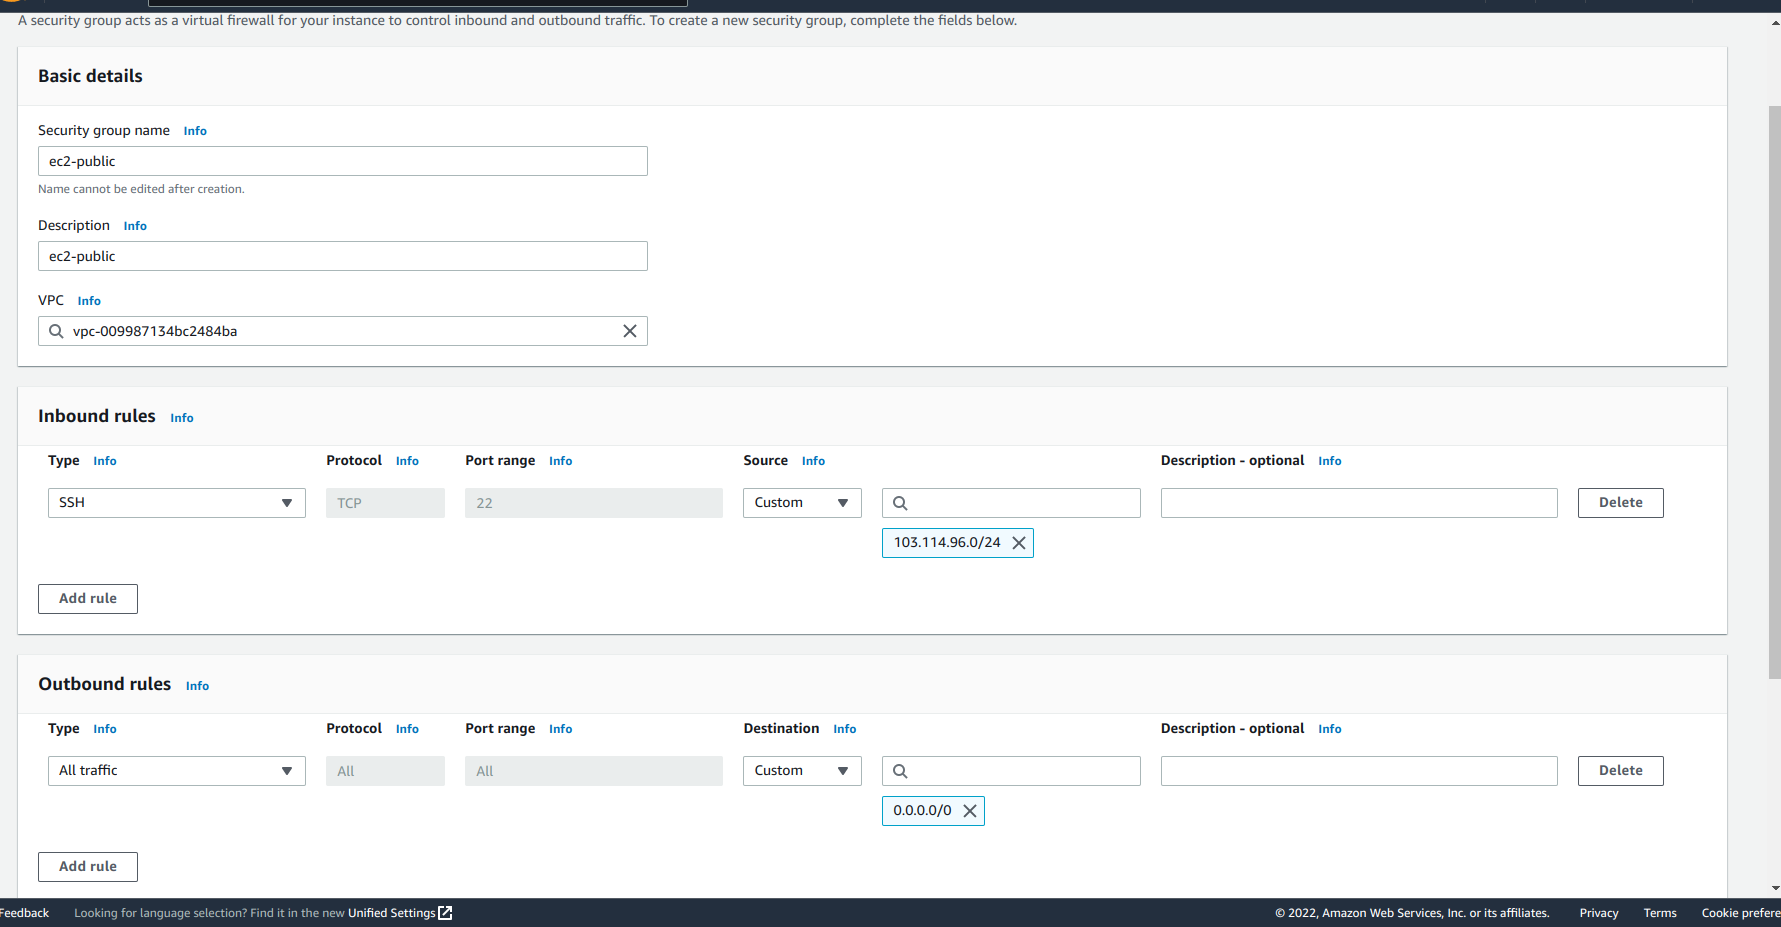 A security group acts as a virtual firewall for your instance to control inbound and outbound traffic. To create a new security group, complete the fields below.
Basic details
Security group name Info
ec2-public
Name cannot be edited after creation.
Description Info
ec2-public
VPC Info
vpc-009987134bc2484ba
Inbound rules Info
Type Info Protocol Info Port range Info Source Info Description - optional Info
SSH TCP 22 Custom Delete
103.114.96.0/24
Add rule
Outbound rules Info
Type Info Protocol Info Port range Info Destination Info Description - optional Info
All traffic All All Custom Delete
0.0.0.0/0
Add rule
Feedback Looking for language selection? Find it in the new Unified Settings © 2022, Amazon Web Services, Inc. or its affiliates. Privacy Terms Cookie prefere